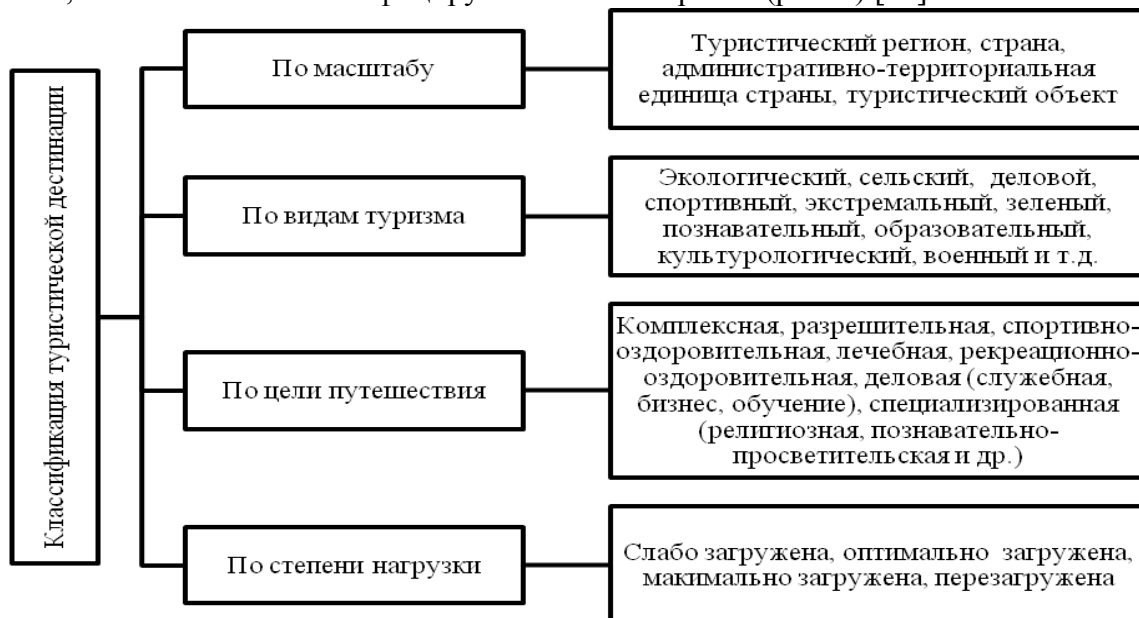 Классификация туристической дестинации
По масштабу
Туристический регион, страна,
административно-территориальная
единица страны, туристический объект
По видам туризма
Экологический, сельский, деловой,
спортивный, экстремальный, зеленый,
познавательный, образовательный,
культурологический, военный и т.д.
По цели путешествия
Комплексная, разрешительная, спортивно-
оздоровительная, лечебная, рекреационно-
оздоровительная, деловая (служебная,
бизнес, обучение), специализированная
(религиозная, познавательно-
просветительская и др.)
По степени нагрузки
Слабо загружена, оптимально загружена,
макимально загружена, перезагружена